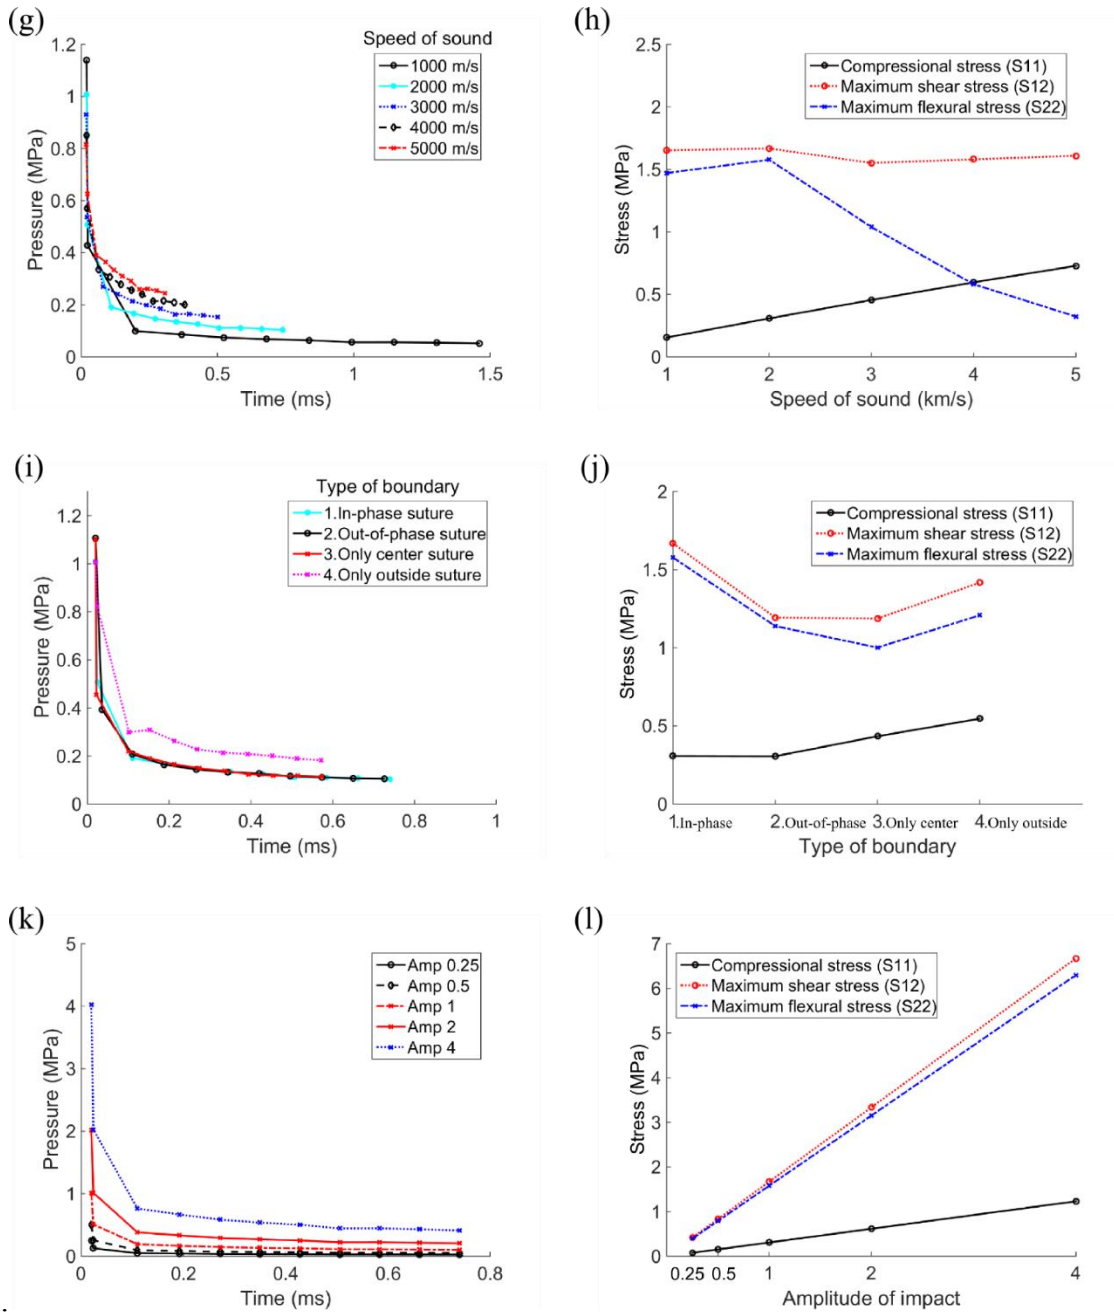 (g)
Speed of sound
1000 m/s
2000 m/s
3000 m/s
4000 m/s
5000 m/s
Pressure (MPa)
1.2
1
0.8
0.6
0.4
0.2
0
0 0.5 1 1.5
Time (ms)
(h)
Compressional stress (S11)
Maximum shear stress (S12)
Maximum flexural stress (S22)
Stress (MPa)
2.5
2
1.5
1
0.5
0
1 2 3 4 5
Speed of sound (km/s)
(i)
Type of boundary
1.In-phase suture
2.Out-of-phase suture
3.Only center suture
4.Only outside suture
Pressure (MPa)
1.2
1
0.8
0.6
0.4
0.2
0
0 0.2 0.4 0.6 0.8 1
Time (ms)
(j)
Compressional stress (S11)
Maximum shear stress (S12)
Maximum flexural stress (S22)
Stress (MPa)
2
1.5
1
0.5
0
1.In-phase 2.Out-of-phase 3.Only center 4.Only outside
Type of boundary
(k)
Amp 0.25
Amp 0.5
Amp 1
Amp 2
Amp 4
Pressure (MPa)
5
4
3
2
1
0
0 0.2 0.4 0.6 0.8
Time (ms)
(l)
Compressional stress (S11)
Maximum shear stress (S12)
Maximum flexural stress (S22)
Stress (MPa)
7
6
5
4
3
2
1
0
0.25 0.5 1 2 4
Amplitude of impact
.